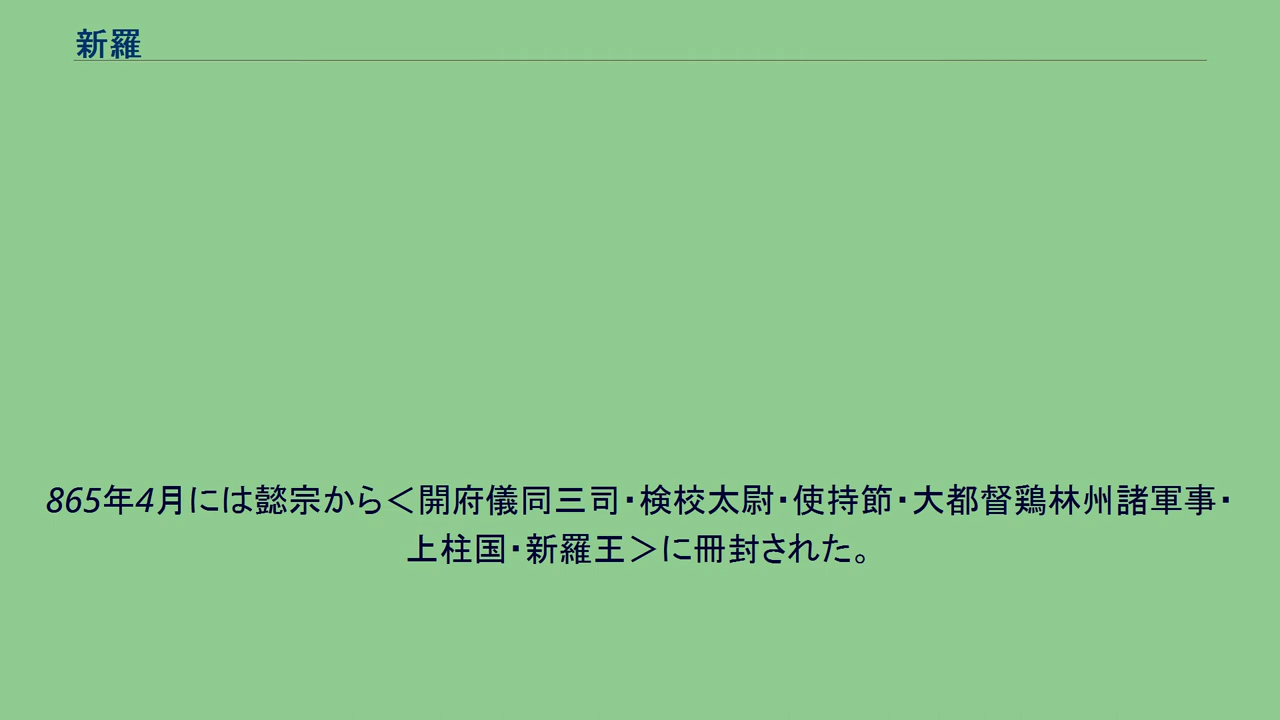 新羅
865年4月には懿宗から＜開府儀同三司・検校太尉・使持節・大都督鶏林州諸軍事・
上柱国・新羅王＞に冊封された。